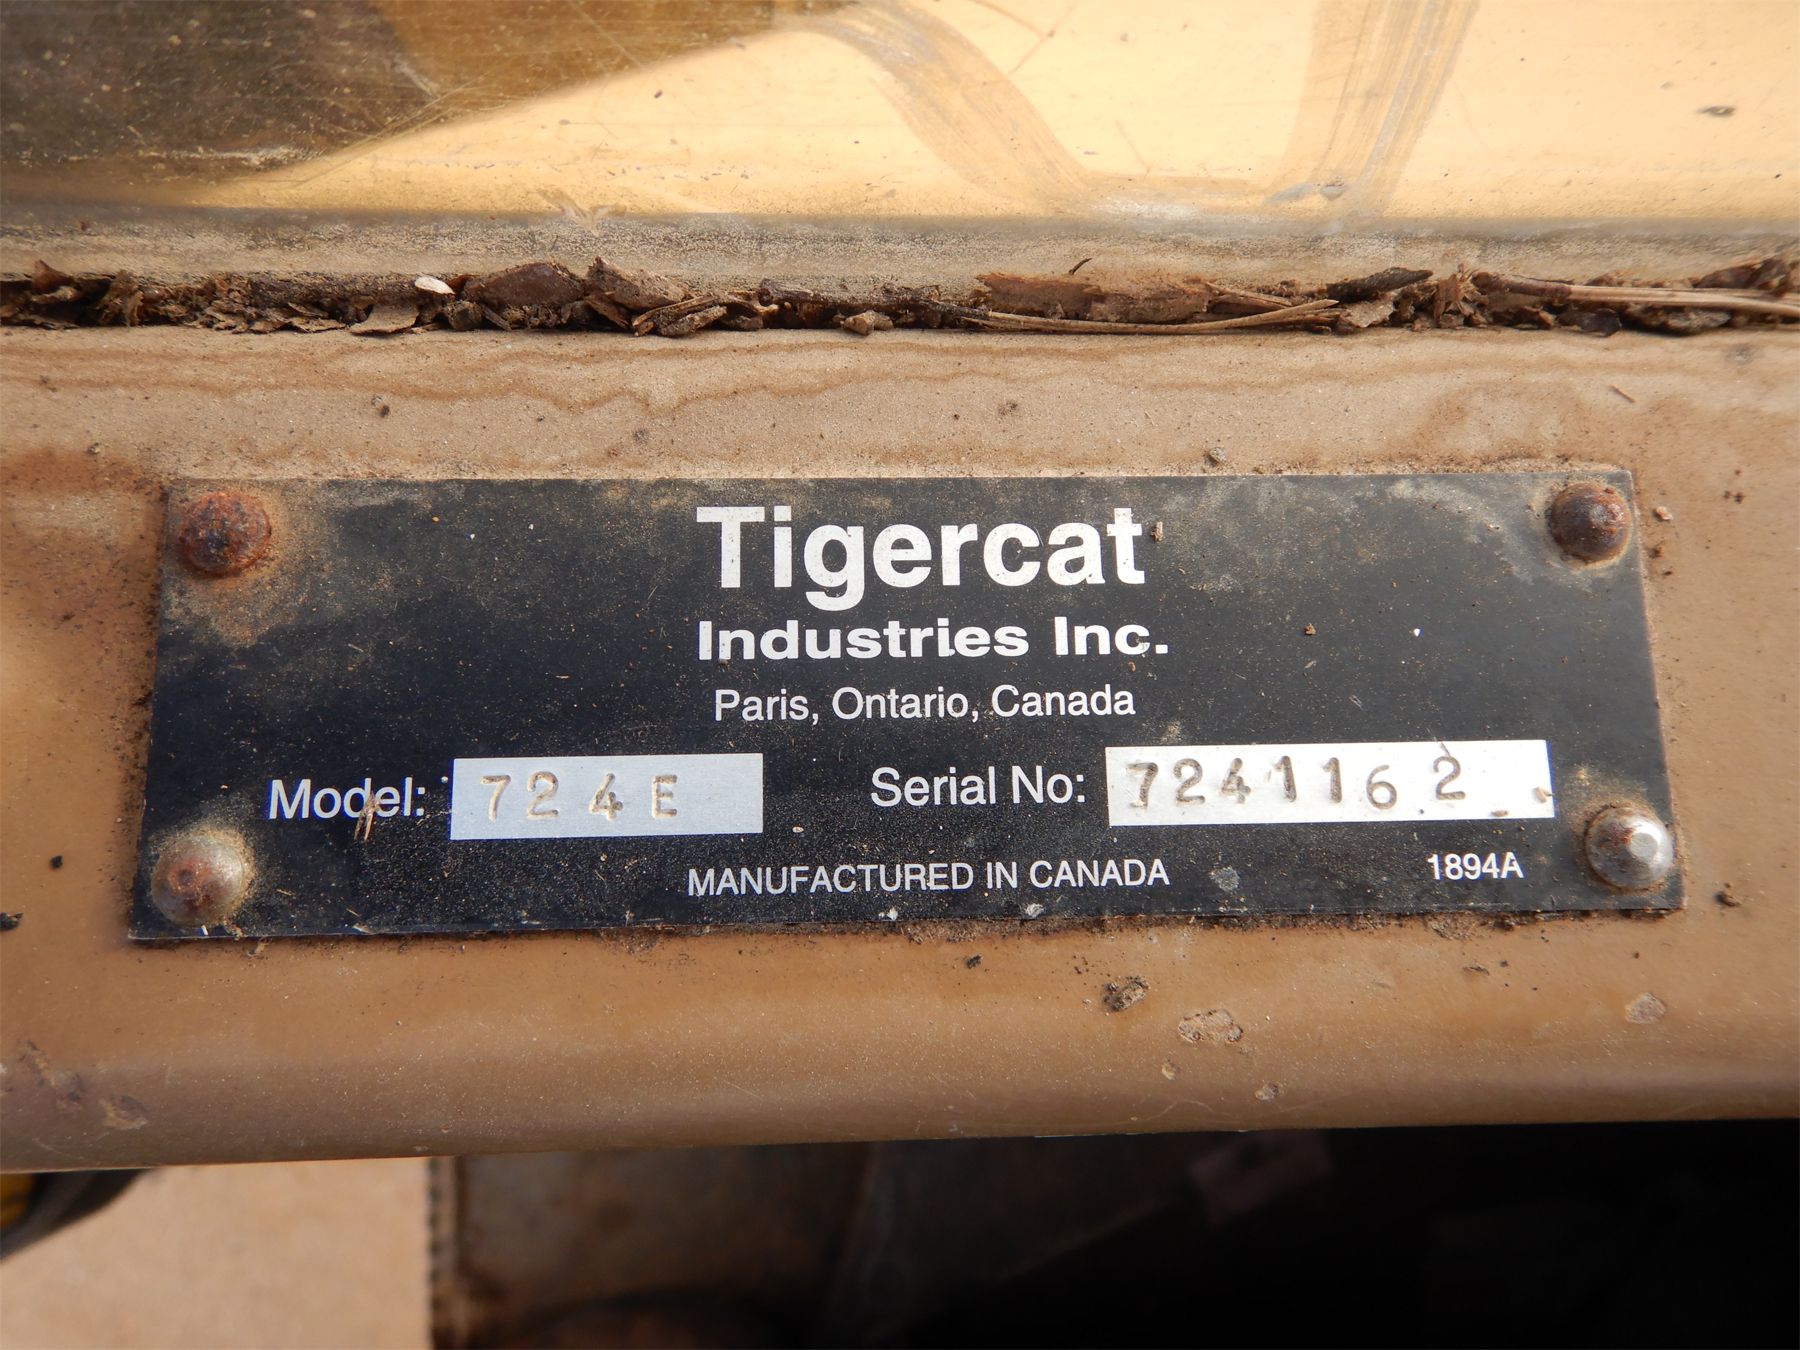 Tigercat
Industries Inc.
Paris, Ontario, Canada
Model: 724E Serial No: 7241162
MANUFACTURED IN CANADA 1894A